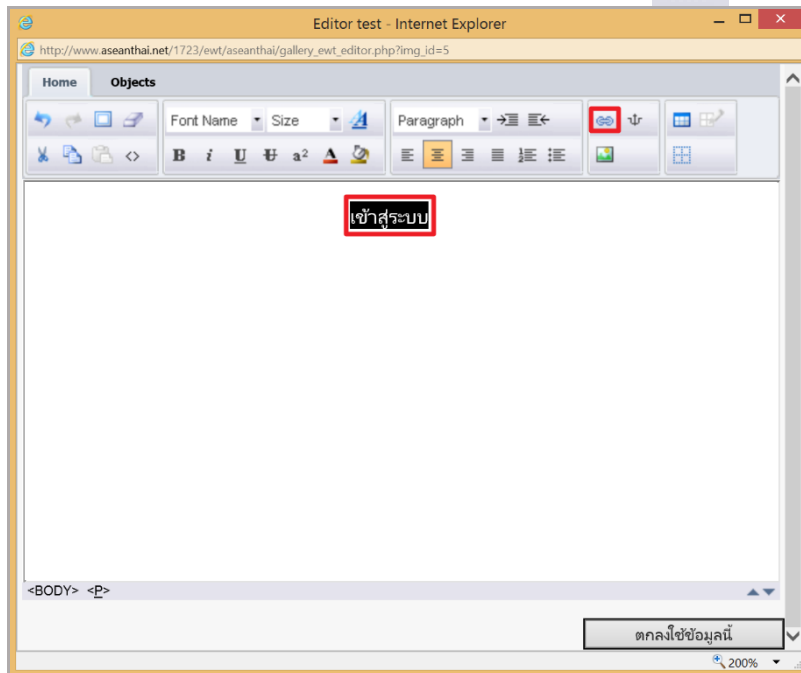 Editor test - Internet Explorer
http://www.aseanthai.net/1723/ewt/aseanthai/gallery_ewt_editor.php?img_id=5
Home Objects
Font Name Size A Paragraph
B i U U a² A
เข้าสู่ระบบ
<BODY> <P>
ตกลงใช้ข้อมูลนี้
200%